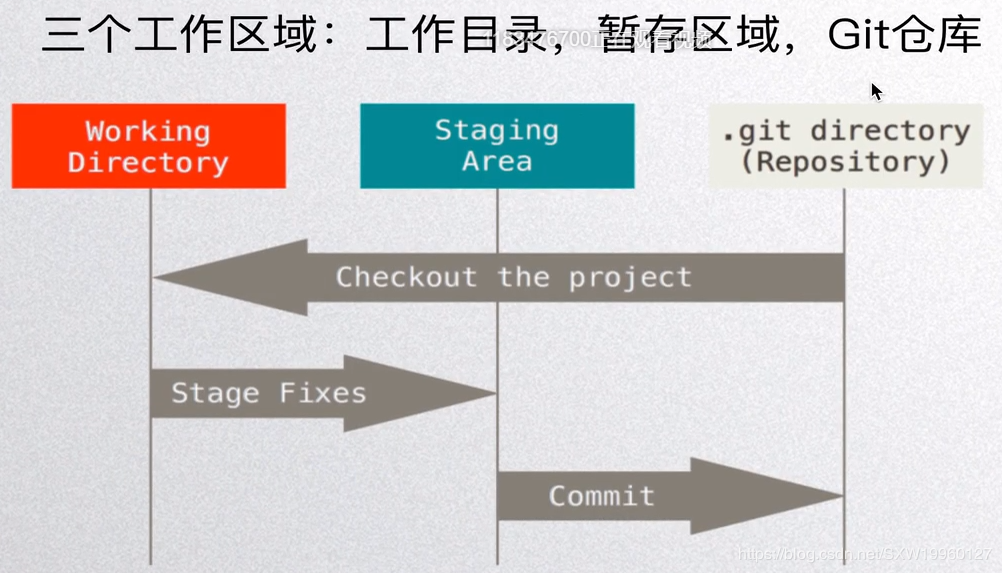 三个工作区域：工作目录，暂存区域，Git仓库
Working
Directory
Staging
Area
.git directory
(Repository)
Checkout the project
Stage Fixes
Commit
https://blog.csdn.net/SXW19960127